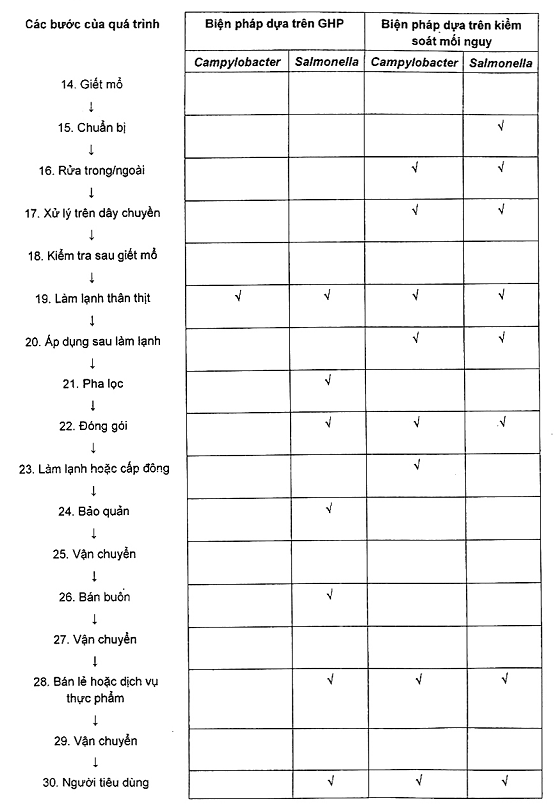 Các bước của quá trình
Biện pháp dựa trên GHP
Biện pháp dựa trên kiểm
soát mối nguy
Campylobacter Salmonella Campylobacter Salmonella
14. Giết mổ
↓
15. Chuẩn bị √
↓
16. Rửa trong/ngoài √ √
↓
17. Xử lý trên dây chuyền √ √
↓
18. Kiểm tra sau giết mổ
↓
19. Làm lạnh thân thịt √ √ √ √
↓
20. Áp dụng sau làm lạnh √ √
↓
21. Pha lọc √
↓
22. Đóng gói √ √ √
↓
23. Làm lạnh hoặc cấp đông √
↓
24. Bảo quản √
↓
25. Vận chuyển
↓
26. Bán buôn √
↓
27. Vận chuyển
↓
28. Bán lẻ hoặc dịch vụ √ √ √
thực phẩm
↓
29. Vận chuyển
↓
30. Người tiêu dùng √ √ √